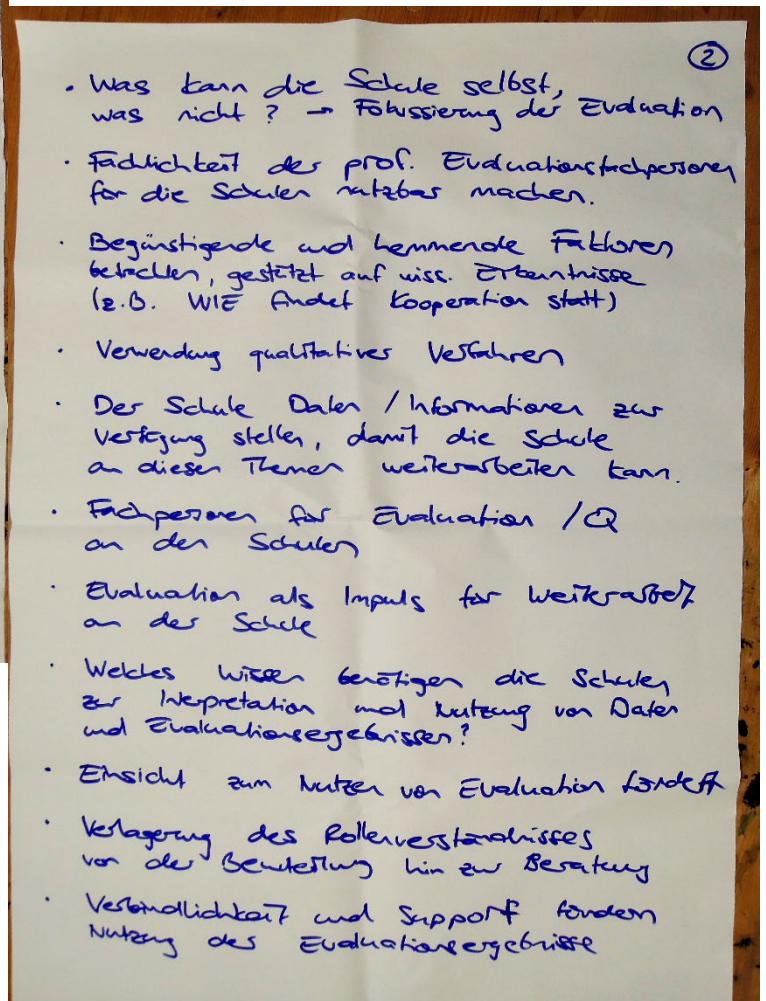 ②
• Was kann die Schule selbst,
was nicht? → Fokussierung der Evaluation
• Fachlichkeit der prof. Evaluationsfachpersonen
für die Schulen nutzbar machen.
• Begünstigende und hemmende Faktoren
betrachten, gestützt auf wiss. Erkenntnisse
(z.B. WIE findet Kooperation statt)
• Verwendung qualitativer Verfahren
• Der Schule Daten / Informationen zur
Verfügung stellen, damit die Schule
an diesen Themen weiterarbeiten kann.
• Fachpersonen für Evaluation / Q
an den Schulen
• Evaluation als Impuls für Weiterarbeit
an der Schule
• Welches Wissen benötigen die Schulen
zur Interpretation und Nutzung von Daten
und Evaluationsergebnissen?
• Einsicht zum Nutzen von Evaluation fördert
• Verlagerung des Rollenverständnisses
von der Beurteilung hin zur Beratung
• Verbindlichkeit und Support fördern
Nutzung der Evaluationsergebnisse